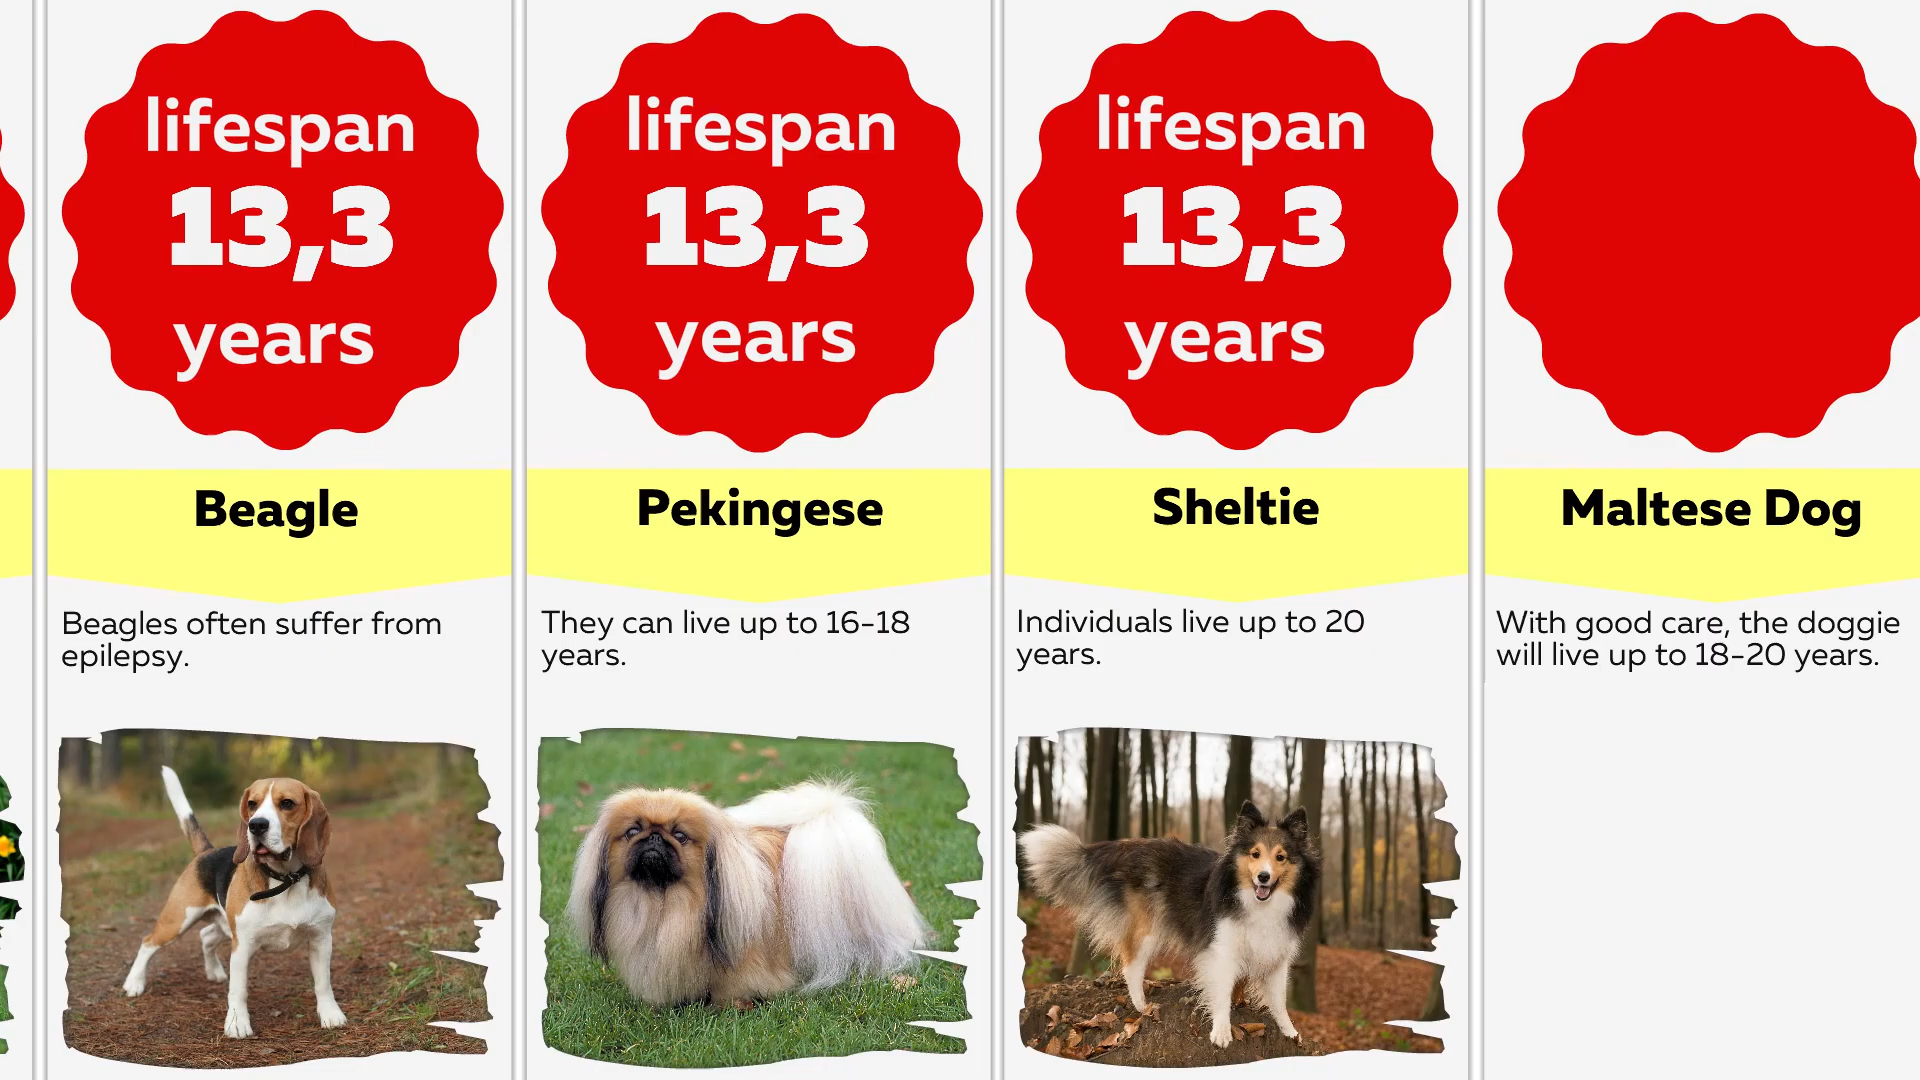 lifespan
13,3
years
Beagle
Beagles often suffer from
epilepsy.
lifespan
13,3
years
Pekingese
They can live up to 16-18
years.
lifespan
13,3
years
Sheltie
Individuals live up to 20
years.
Maltese Dog
With good care, the doggie
will live up to 18-20 years.